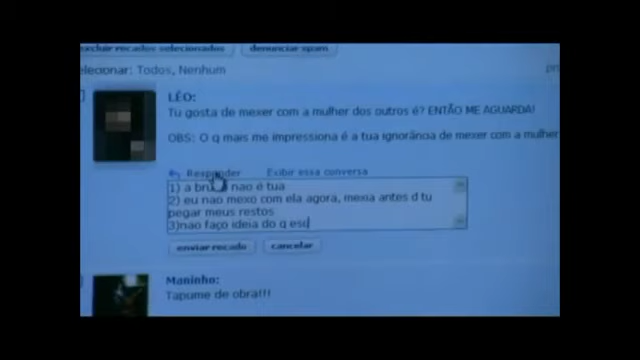 excluir recados selecionados denunciar spam
Selecionar: Todos, Nenhum
LÉO:
Tu gosta de mexer com a mulher dos outros é? ENTÃO ME AGUARDA!
OBS: O q mais me impressiona é a tua ignorância de mexer com a mulher
Responder Exibir essa conversa
1) a nao é tua
2) eu nao mexo com ela agora, mexia antes d tu
pegar meus restos
3)nao faço ideia do q esc
enviar recado cancelar
Maninho:
Tapume de obra!!!